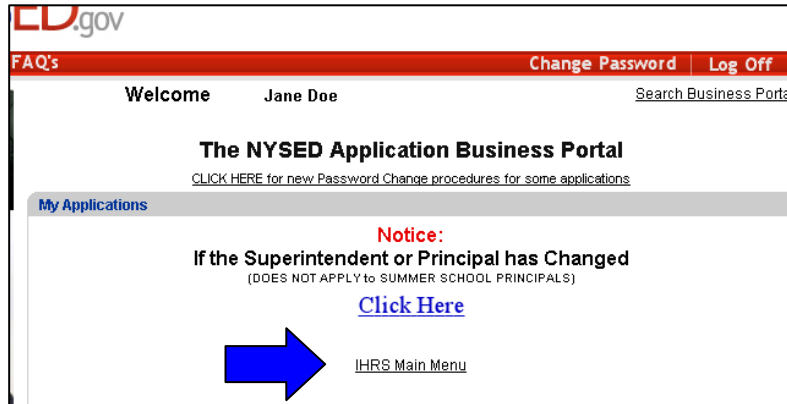 ED.gov
FAQ's Change Password Log Off
Welcome Jane Doe Search Business
The NYSED Application Business Portal
CLICK HERE for new Password Change procedures for some applications
My Applications
Notice:
If the Superintendent or Principal has Changed
(DOES NOT APPLY to SUMMER SCHOOL PRINCIPALS)
Click Here
IHRS Main Menu